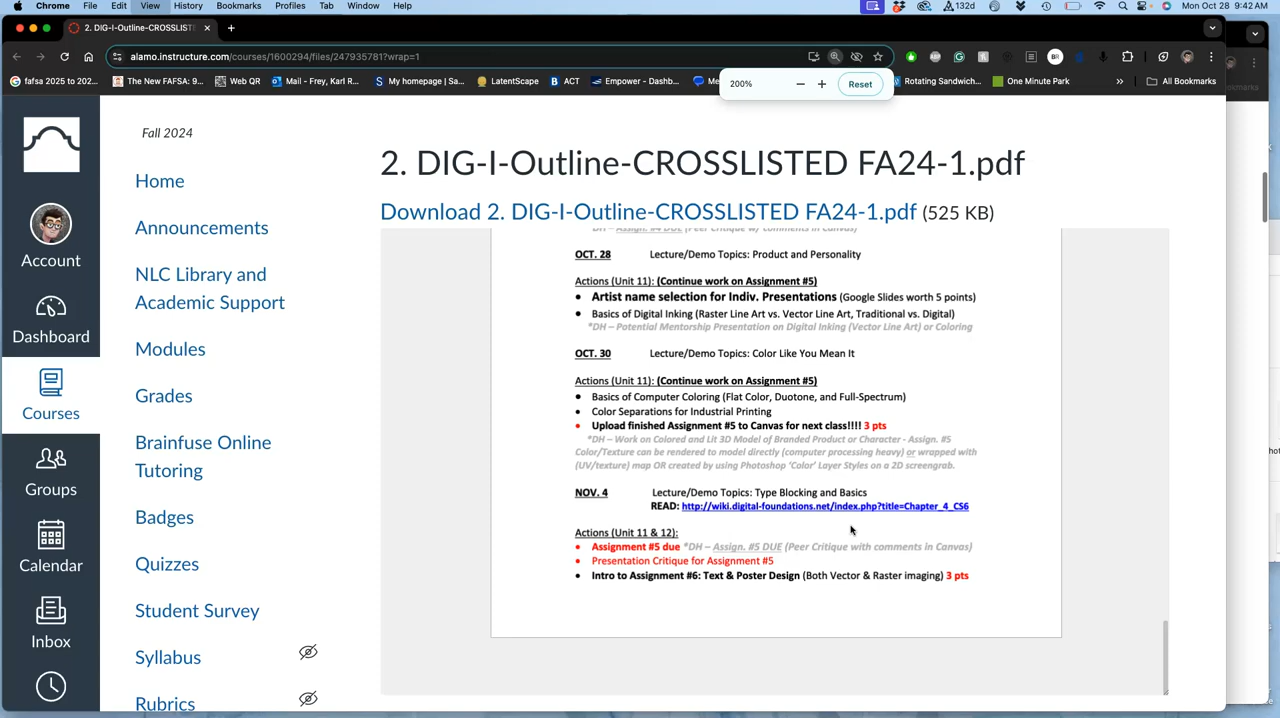 Chrome File Edit View History Bookmarks Profiles Tab Window Help 132d Mon Oct 28 9:42 AM
2. DIG-I-Outline-CROSSLIST
alamo.instructure.com/courses/1600294/files/247935781?wrap=1
fafsa 2025 to 202... The New FAFSA: 9... Web QR Mail - Frey, Karl R... My homepage | Sa... LatentScape ACT Empower - Dashb... Me Rotating Sandwich... One Minute Park » All Bookmarks
200% − + Reset
Fall 2024
Home
Announcements
NLC Library and
Academic Support
Modules
Grades
Brainfuse Online
Tutoring
Badges
Quizzes
Student Survey
Syllabus
Rubrics
Account
Dashboard
Courses
Groups
Calendar
Inbox
2. DIG-I-Outline-CROSSLISTED FA24-1.pdf
Download 2. DIG-I-Outline-CROSSLISTED FA24-1.pdf (525 KB)
*DH – Assign. #4 DUE (Peer Critique w/ comments in Canvas)
OCT. 28 Lecture/Demo Topics: Product and Personality
Actions (Unit 11): (Continue work on Assignment #5)
• Artist name selection for Indiv. Presentations (Google Slides worth 5 points)
• Basics of Digital Inking (Raster Line Art vs. Vector Line Art, Traditional vs. Digital)
*DH – Potential Mentorship Presentation on Digital Inking (Vector Line Art) or Coloring
OCT. 30 Lecture/Demo Topics: Color Like You Mean It
Actions (Unit 11): (Continue work on Assignment #5)
• Basics of Computer Coloring (Flat Color, Duotone, and Full-Spectrum)
• Color Separations for Industrial Printing
• Upload finished Assignment #5 to Canvas for next class!!!! 3 pts
*DH – Work on Colored and Lit 3D Model of Branded Product or Character - Assign. #5
Color/Texture can be rendered to model directly (computer processing heavy) or wrapped with
(UV/texture) map OR created by using Photoshop ‘Color’ Layer Styles on a 2D screengrab.
NOV. 4 Lecture/Demo Topics: Type Blocking and Basics
READ: http://wiki.digital-foundations.net/index.php?title=Chapter_4_CS6
Actions (Unit 11 & 12):
• Assignment #5 due *DH – Assign. #5 DUE (Peer Critique with comments in Canvas)
• Presentation Critique for Assignment #5
• Intro to Assignment #6: Text & Poster Design (Both Vector & Raster imaging) 3 pts